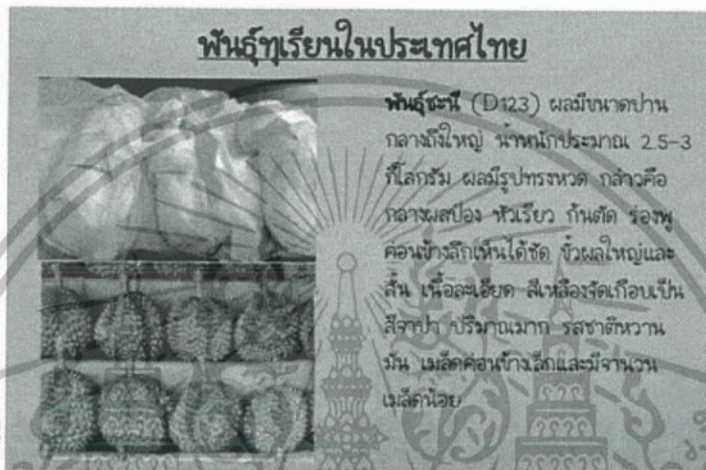 พันธุ์ทุเรียนในประเทศไทย
พันธุ์ชะนี (D123) ผลมีขนาดปาน
กลางถึงใหญ่ น้ำหนักประมาณ 2.5-3
กิโลกรัม ผลมีรูปทรงหวด กล่าวคือ
กลางผลป่อง หัวเรียว ก้นตัด ร่องพู
ค่อนข้างลึกเห็นได้ชัด ขั้วผลใหญ่และ
สั้น เนื้อละเอียด สีเหลืองจัดเกือบเป็น
สีจำปา ปริมาณมาก รสชาติหวาน
มัน เมล็ดค่อนข้างเล็กและมีจำนวน
เมล็ดน้อย